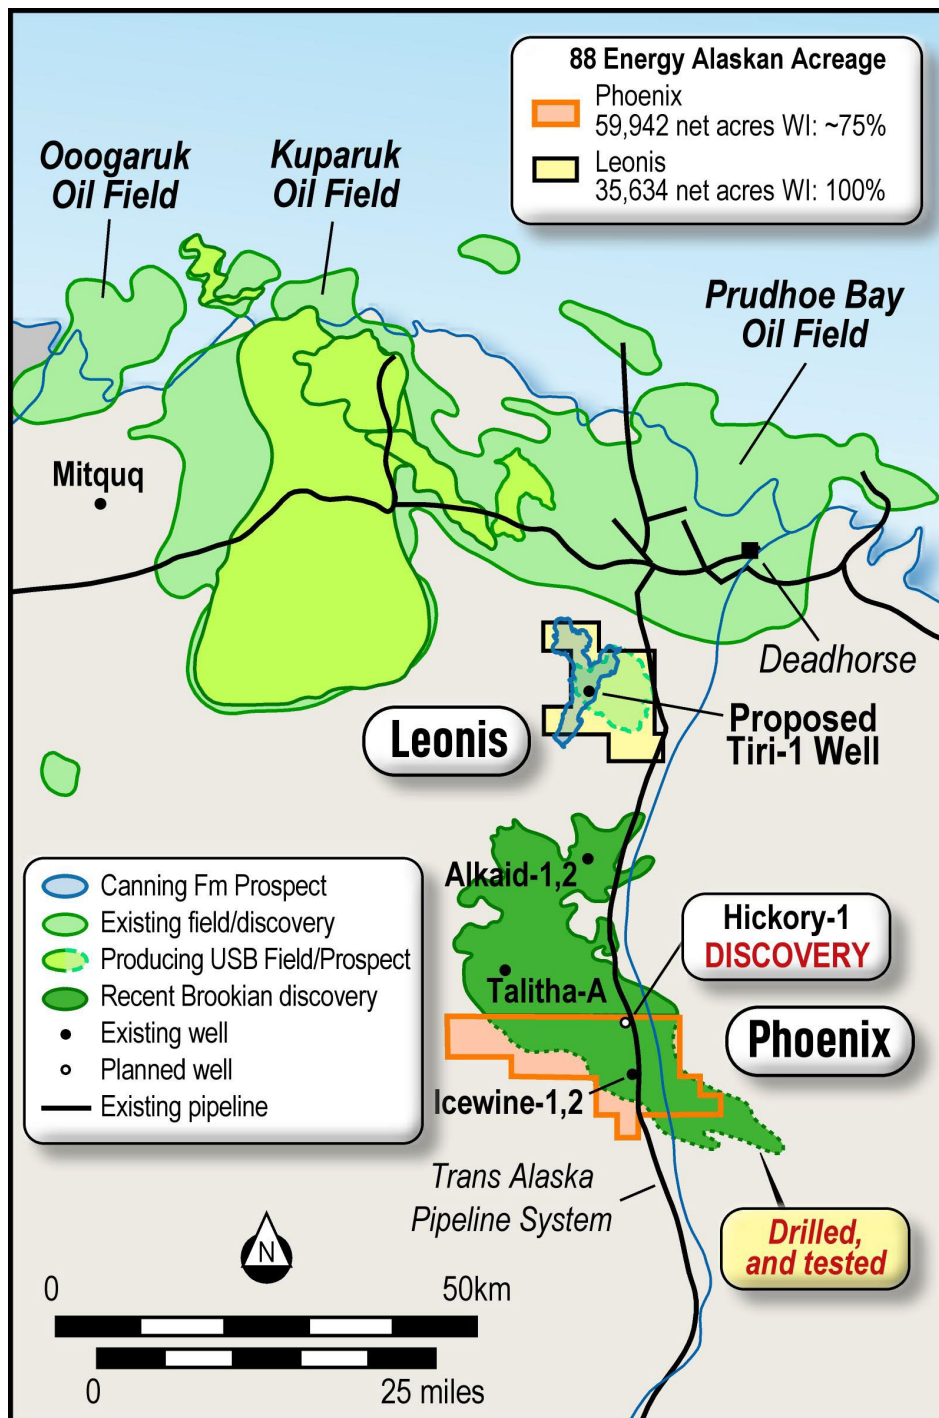 88 Energy Alaskan Acreage
Phoenix
59,942 net acres WI: ~75%
Leonis
35,634 net acres WI: 100%
Ooogaruk
Oil Field
Kuparuk
Oil Field
Prudhoe Bay
Oil Field
Mitquq
Deadhorse
Proposed
Tiri-1 Well
Leonis
Alkaid-1,2
Canning Fm Prospect
Existing field/discovery
Producing USB Field/Prospect
Recent Brookian discovery
Existing well
Planned well
Existing pipeline
Hickory-1
DISCOVERY
Talitha-A
Phoenix
Icewine-1,2
Trans Alaska
Pipeline System
Drilled,
and tested
N
0 50km
0 25 miles